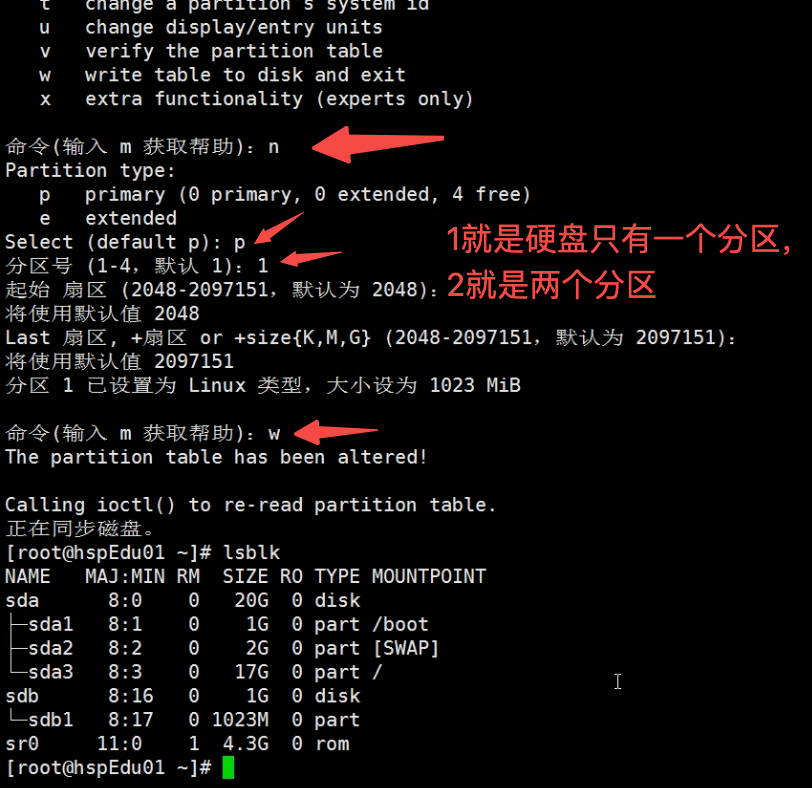 t change a partition's system id
u change display/entry units
v verify the partition table
w write table to disk and exit
x extra functionality (experts only)
命令(输入 m 获取帮助)：n
Partition type:
p primary (0 primary, 0 extended, 4 free)
e extended
Select (default p): p
分区号 (1-4，默认 1)：1
1就是硬盘只有一个分区，
2就是两个分区
起始 扇区 (2048-2097151，默认为 2048)：
将使用默认值 2048
Last 扇区, +扇区 or +size{K,M,G} (2048-2097151，默认为 2097151)：
将使用默认值 2097151
分区 1 已设置为 Linux 类型，大小设为 1023 MiB
命令(输入 m 获取帮助)：w
The partition table has been altered!
Calling ioctl() to re-read partition table.
正在同步磁盘。
[root@hspEdu01 ~]# lsblk
NAME MAJ:MIN RM SIZE RO TYPE MOUNTPOINT
sda 8:0 0 20G 0 disk
├─sda1 8:1 0 1G 0 part /boot
├─sda2 8:2 0 2G 0 part [SWAP]
└─sda3 8:3 0 17G 0 part /
sdb 8:16 0 1G 0 disk
└─sdb1 8:17 0 1023M 0 part
sr0 11:0 1 4.3G 0 rom
[root@hspEdu01 ~]#